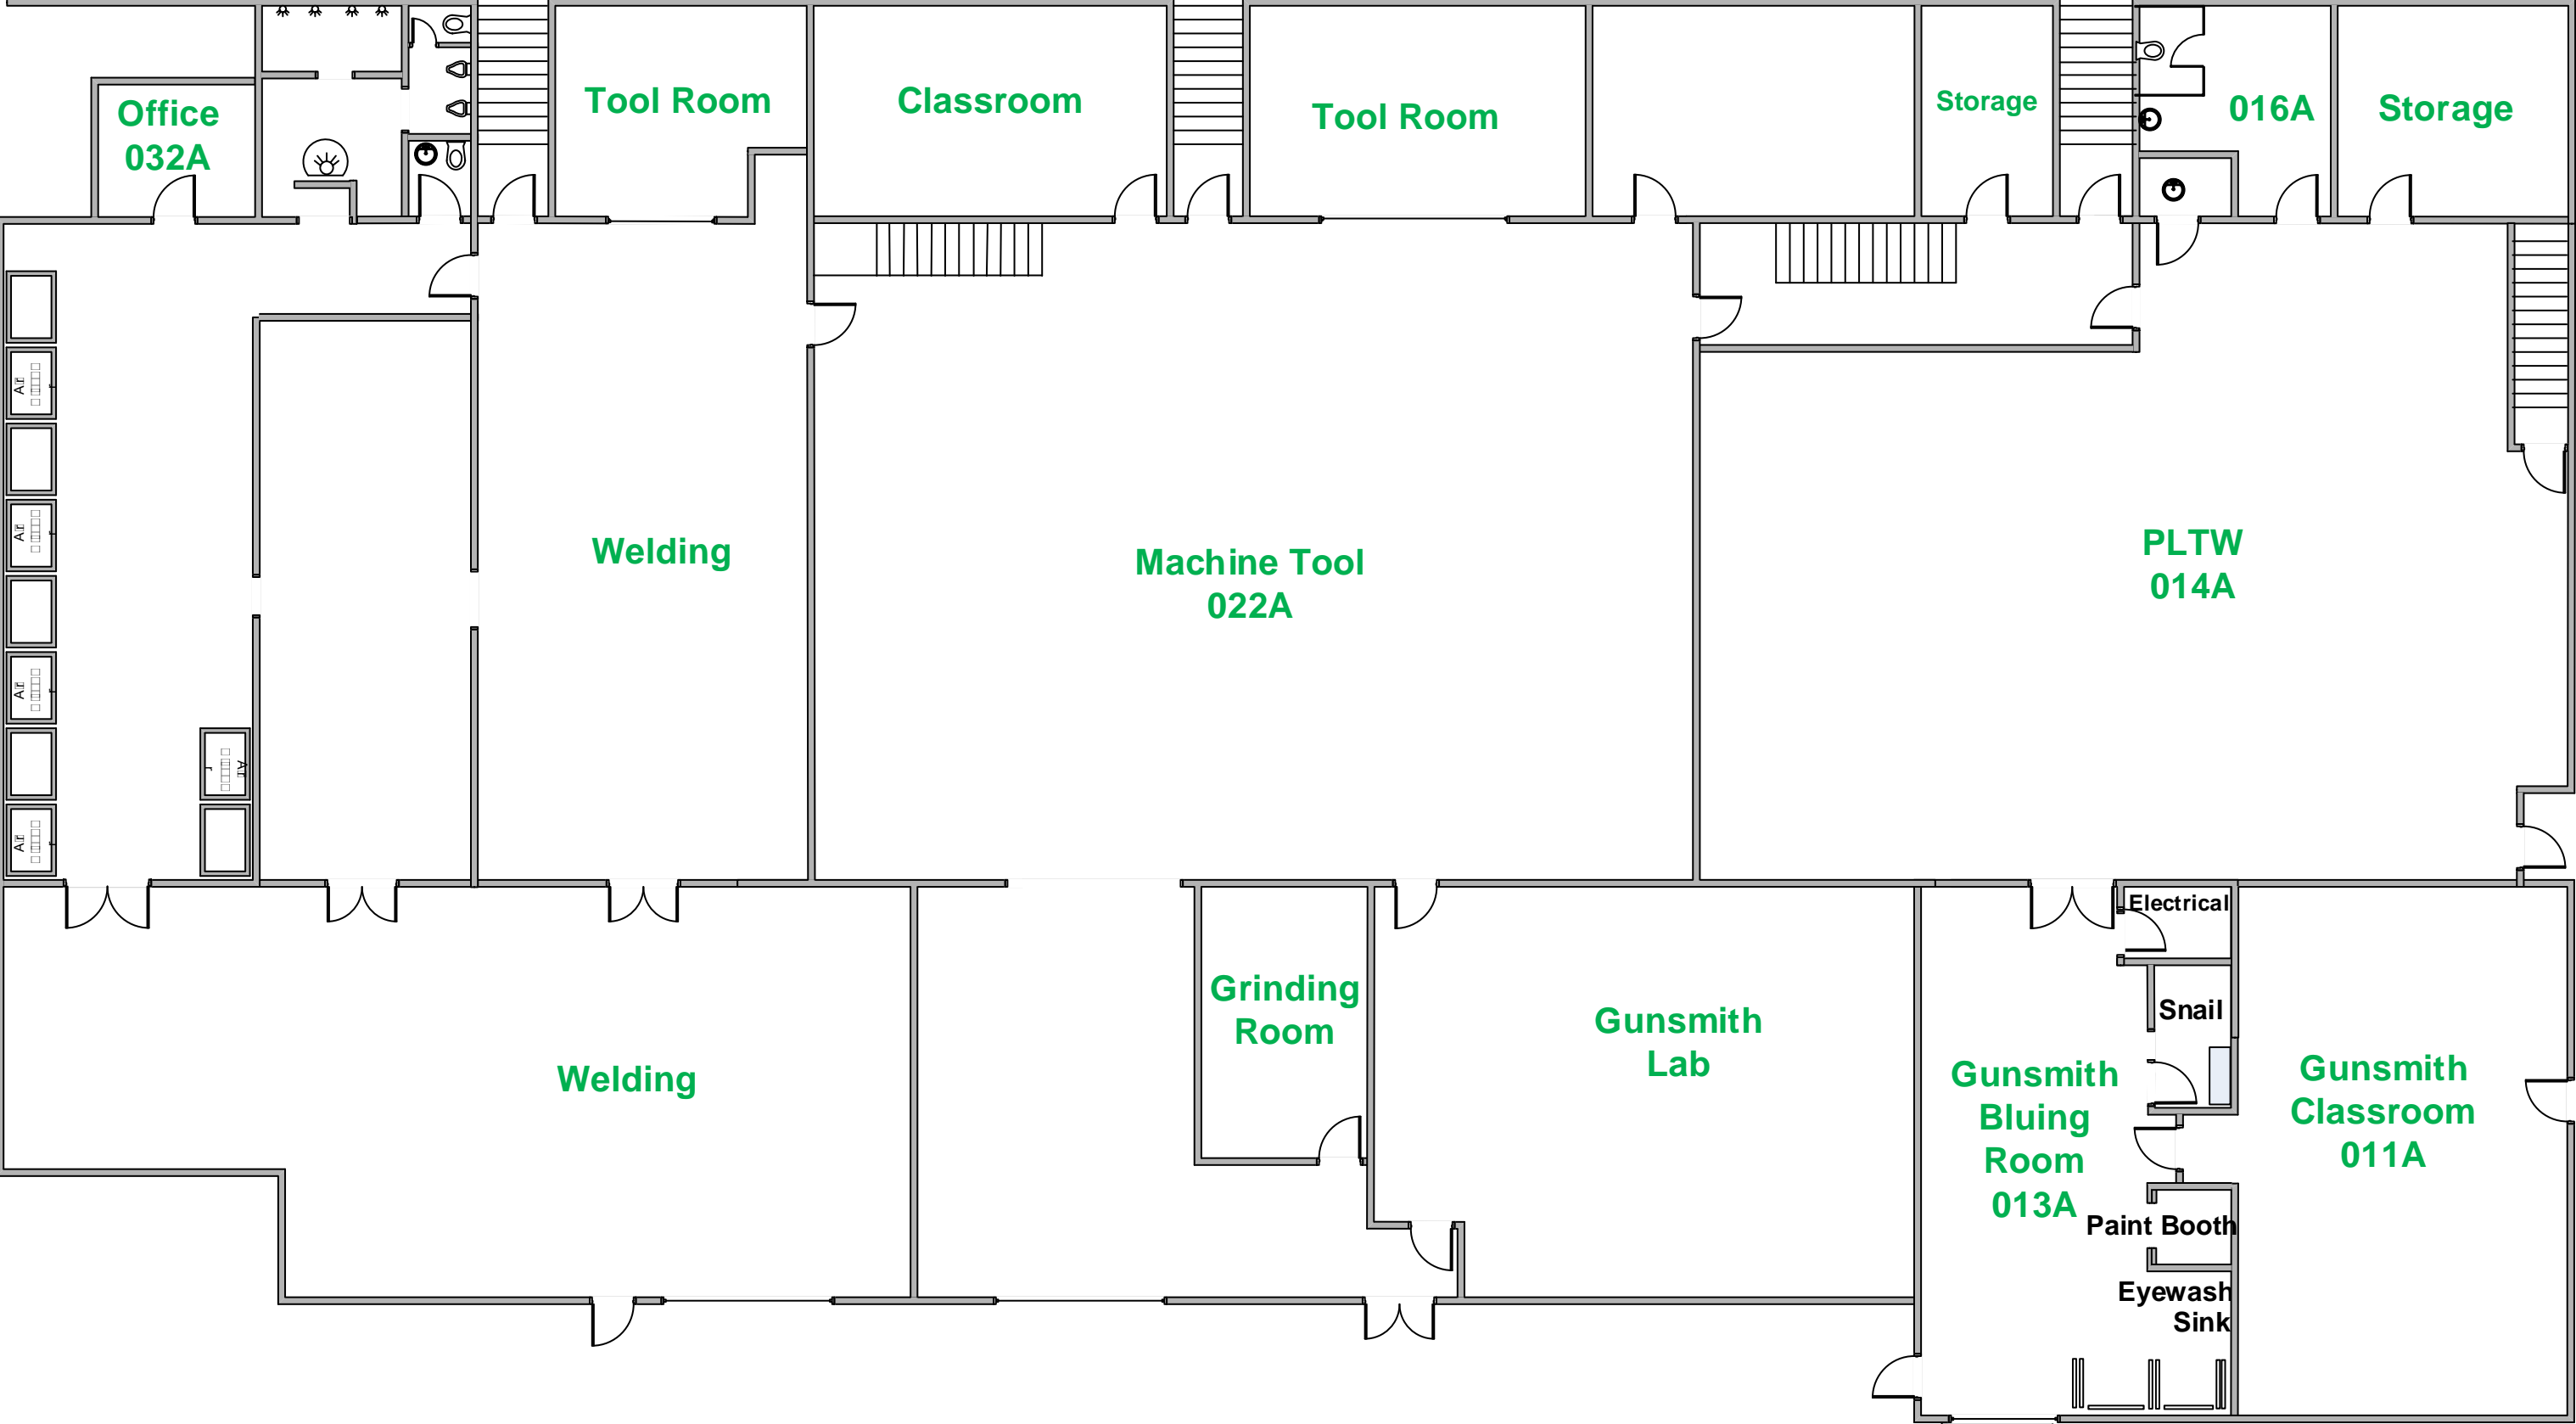 Office
032A
Tool Room
Classroom
Tool Room
Storage
016A
Storage
Welding
Machine Tool
022A
PLTW
014A
Welding
Grinding
Room
Gunsmith
Lab
Gunsmith
Bluing
Room
013A
Electrical
Snail
Paint Booth
Eyewash
Sink
Gunsmith
Classroom
011A